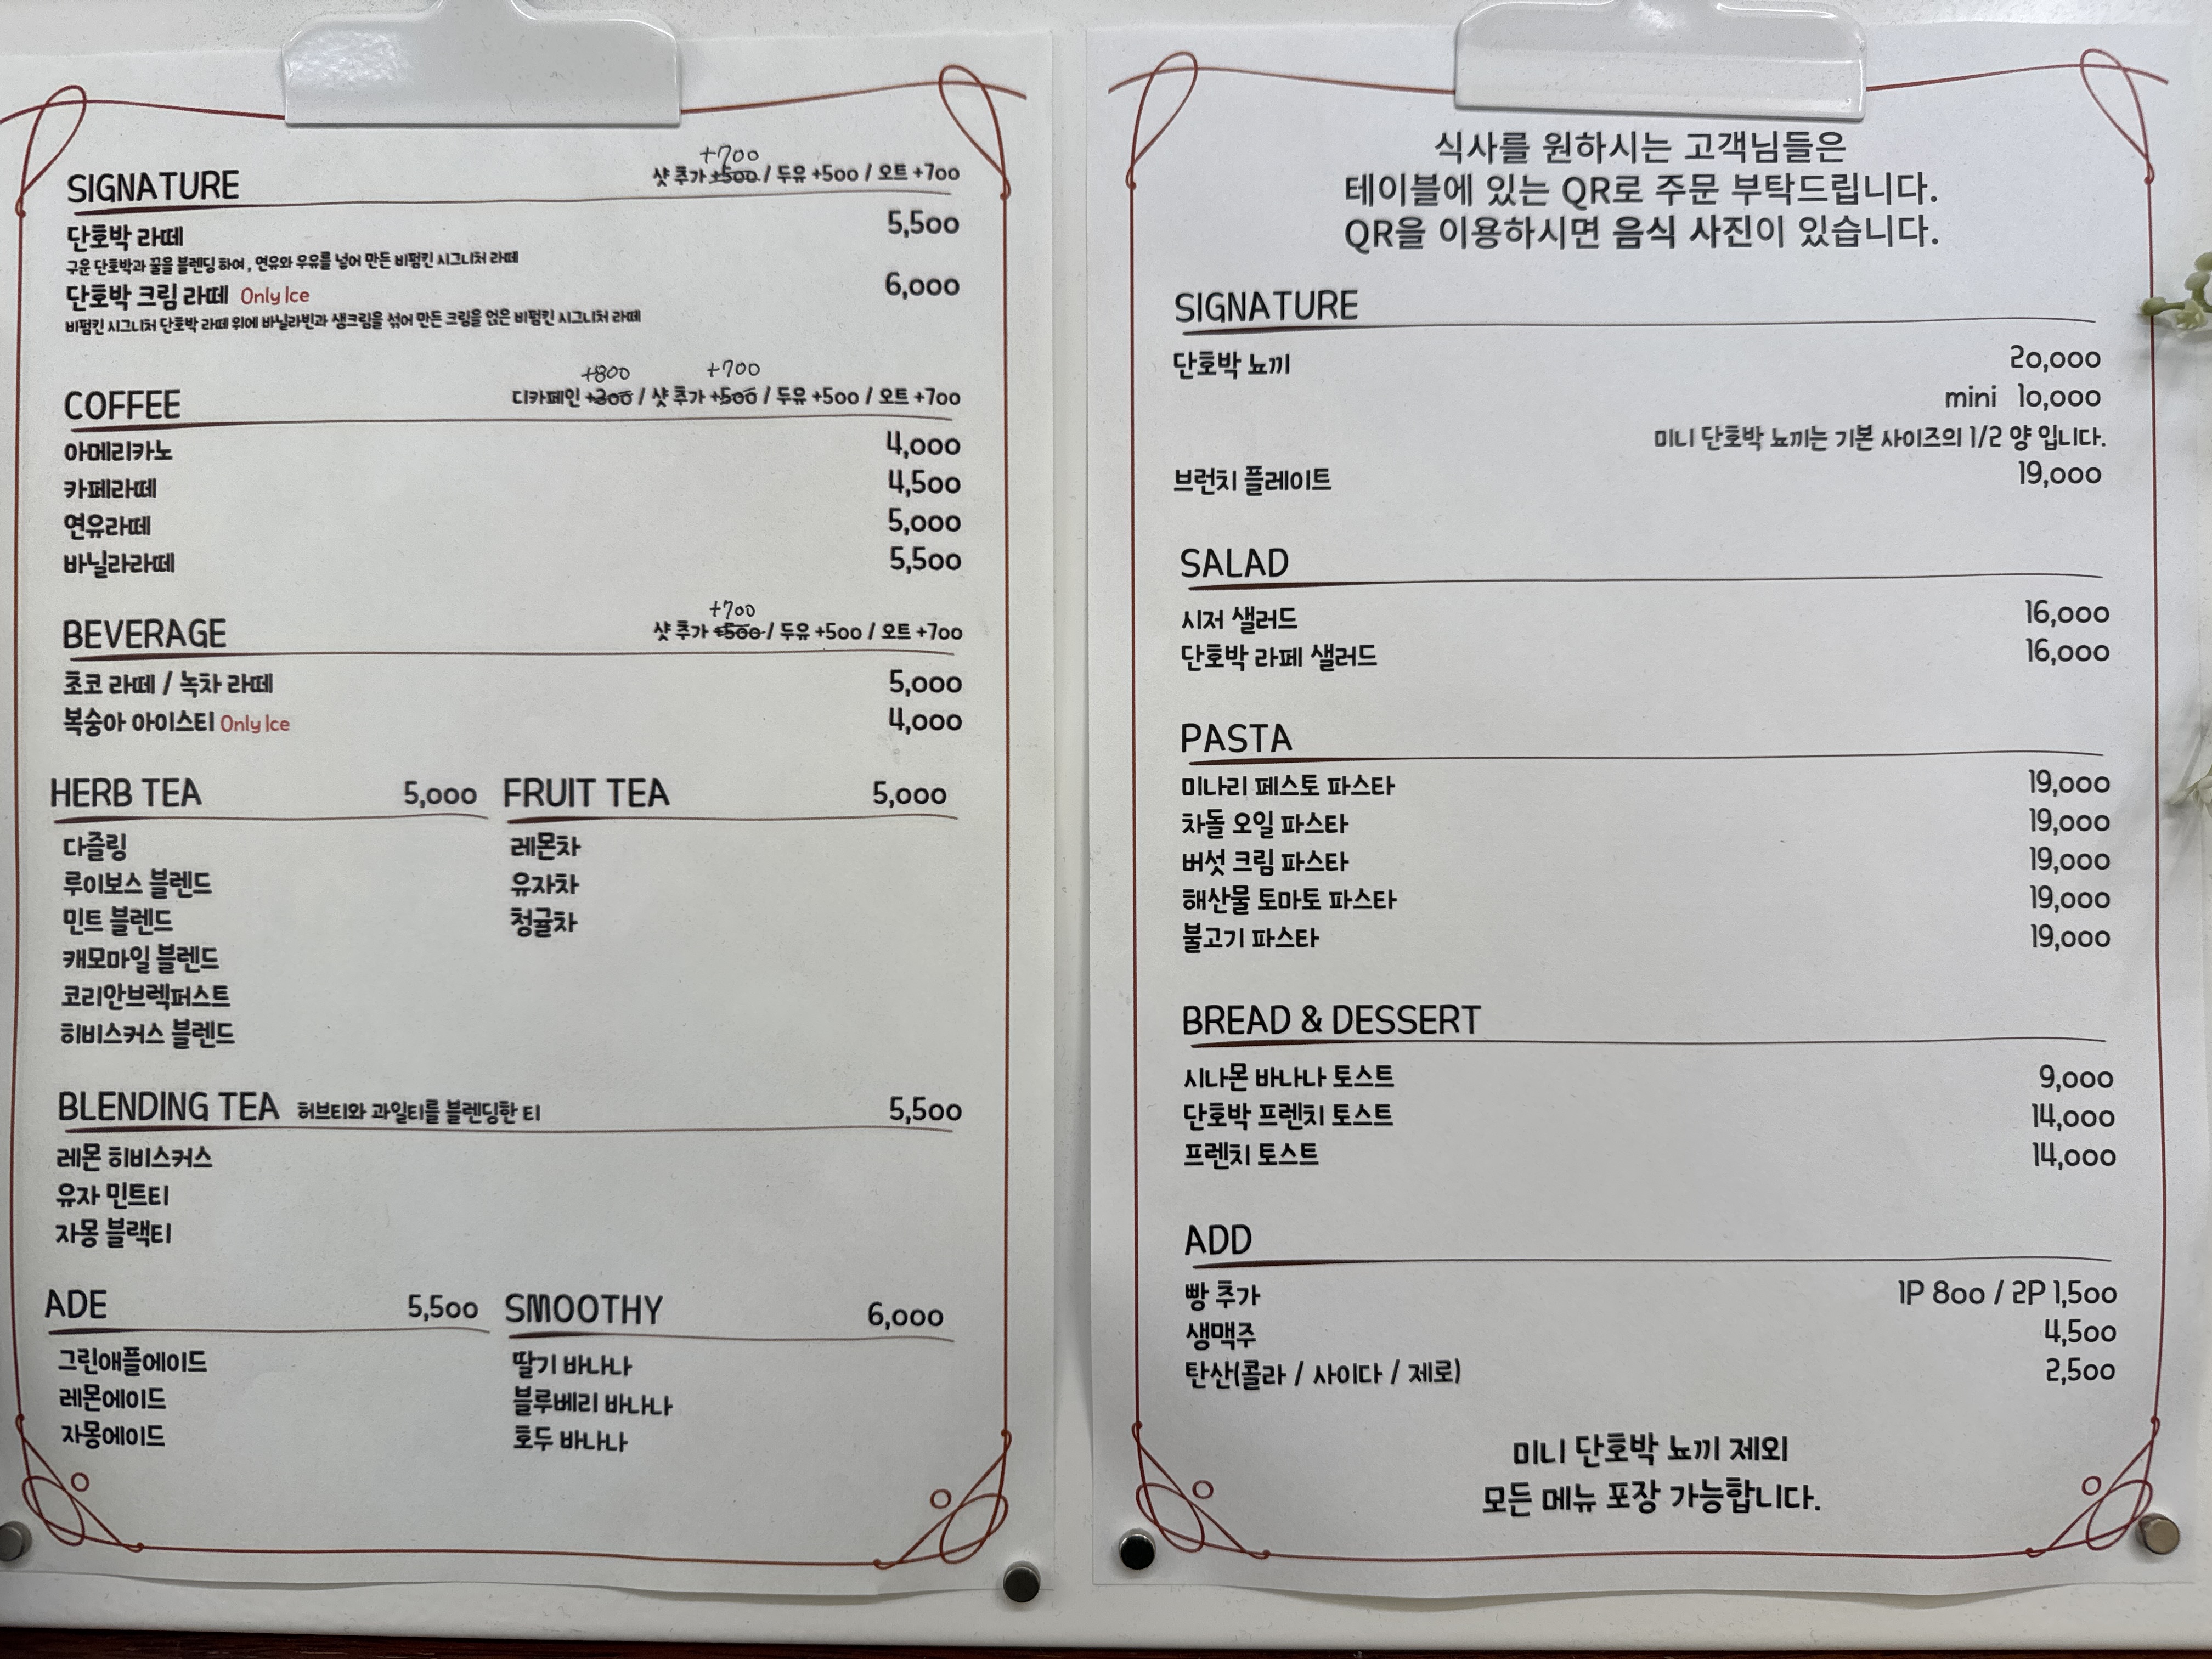 SIGNATURE
+700
샷 추가 +500 / 두유 +500 / 오트 +700
단호박 라떼 5,500
구운 단호박과 꿀을 블렌딩 하여, 연유와 우유를 넣어 만든 비펌킨 시그니처 라떼
단호박 크림 라떼 Only Ice 6,000
비펌킨 시그니처 단호박 라떼 위에 바닐라빈과 생크림을 섞어 만든 크림을 얹은 비펌킨 시그니처 라떼
COFFEE
+800 +700
디카페인 +300 / 샷 추가 +500 / 두유 +500 / 오트 +700
아메리카노 4,000
카페라떼 4,500
연유라떼 5,000
바닐라라떼 5,500
BEVERAGE
+700
샷 추가 +500 / 두유 +500 / 오트 +700
초코 라떼 / 녹차 라떼 5,000
복숭아 아이스티 Only Ice 4,000
HERB TEA 5,000
다즐링
루이보스 블렌드
민트 블렌드
캐모마일 블렌드
코리안브렉퍼스트
히비스커스 블렌드
FRUIT TEA 5,000
레몬차
유자차
청귤차
BLENDING TEA 허브티와 과일티를 블렌딩한 티 5,500
레몬 히비스커스
유자 민트티
자몽 블랙티
ADE 5,500
그린애플에이드
레몬에이드
자몽에이드
SMOOTHY 6,000
딸기 바나나
블루베리 바나나
호두 바나나
식사를 원하시는 고객님들은
테이블에 있는 QR로 주문 부탁드립니다.
QR을 이용하시면 음식 사진이 있습니다.
SIGNATURE
단호박 뇨끼 20,000
mini 10,000
미니 단호박 뇨끼는 기본 사이즈의 1/2 양 입니다.
브런치 플레이트 19,000
SALAD
시저 샐러드 16,000
단호박 라페 샐러드 16,000
PASTA
미나리 페스토 파스타 19,000
차돌 오일 파스타 19,000
버섯 크림 파스타 19,000
해산물 토마토 파스타 19,000
불고기 파스타 19,000
BREAD & DESSERT
시나몬 바나나 토스트 9,000
단호박 프렌치 토스트 14,000
프렌치 토스트 14,000
ADD
빵 추가 1P 800 / 2P 1,500
생맥주 4,500
탄산(콜라 / 사이다 / 제로) 2,500
미니 단호박 뇨끼 제외
모든 메뉴 포장 가능합니다.